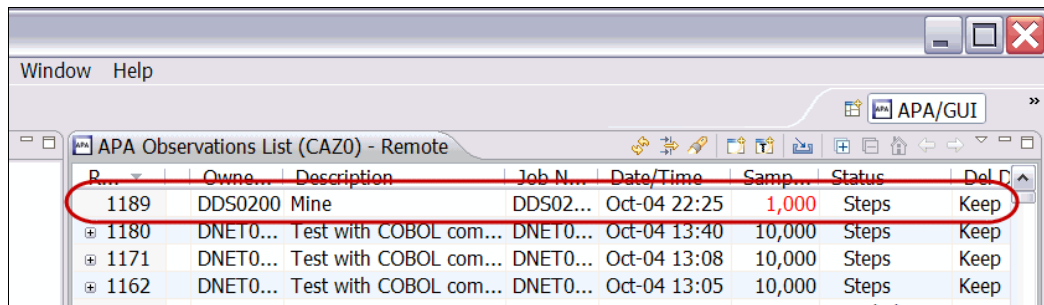 Window Help
APA/GUI »
APA Observations List (CAZ0) - Remote
R... Owne... Description Job N... Date/Time Samp... Status Del D
1189 DDS0200 Mine DDS02... Oct-04 22:25 1,000 Steps Keep
1180 DNET0... Test with COBOL com... DNET0... Oct-04 13:40 10,000 Steps Keep
1171 DNET0... Test with COBOL com... DNET0... Oct-04 13:08 10,000 Steps Keep
1162 DNET0... Test with COBOL com... DNET0... Oct-04 13:05 10,000 Steps Keep